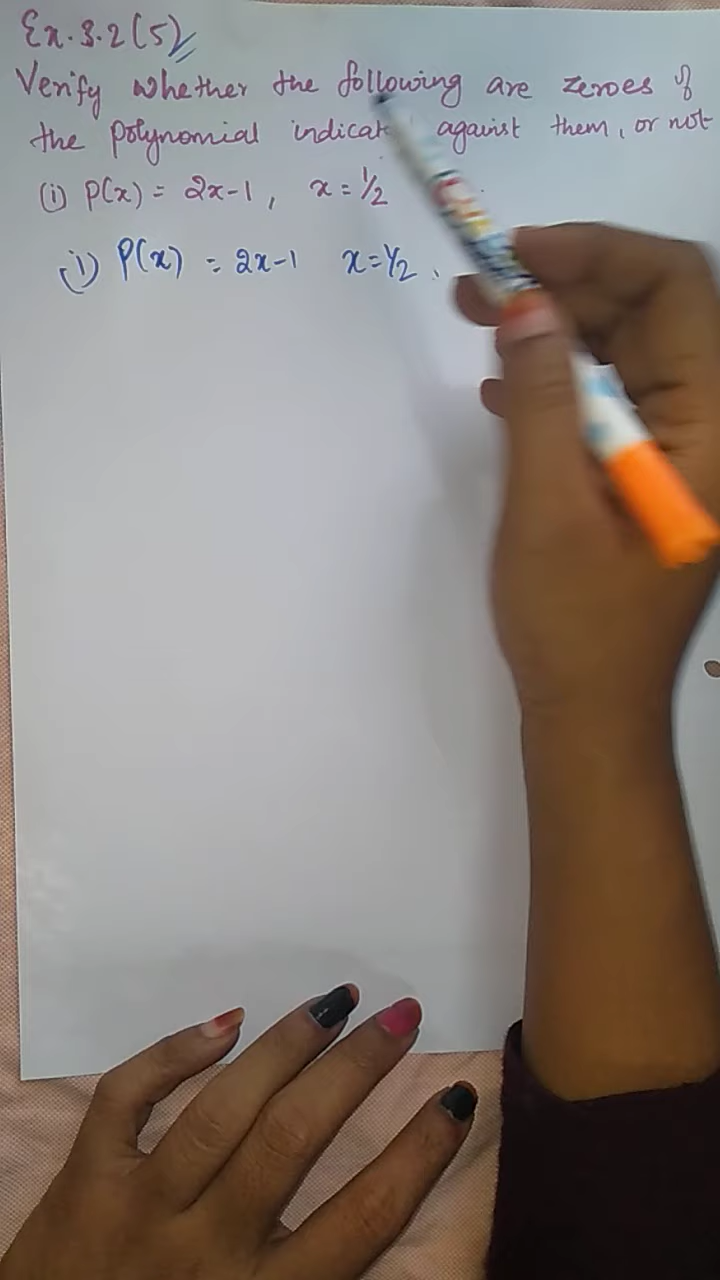 Ex.3.2(5)
Verify whether the following are zeroes of
the polynomial indicate against them, or not
(i) P(x) = 2x-1, x = 1/2
(i) P(x) = 2x-1 x = 1/2.